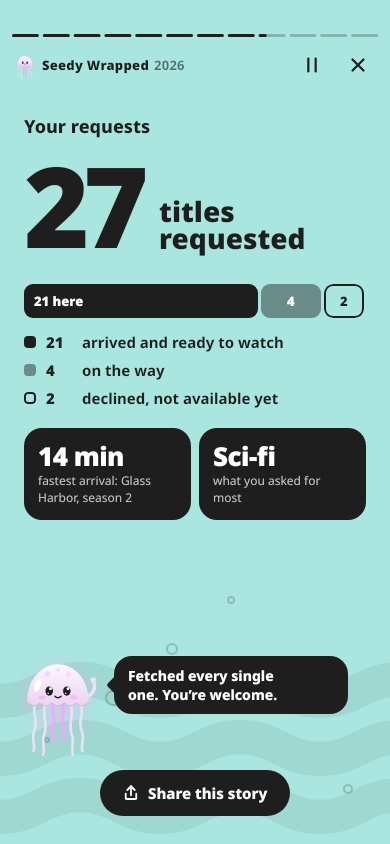 Seedy Wrapped 2026
Your requests
27 titles
requested
21 here
4
2
21 arrived and ready to watch
4 on the way
2 declined, not available yet
14 min
fastest arrival: Glass
Harbor, season 2
Sci-fi
what you asked for
most
Fetched every single
one. You’re welcome.
Share this story